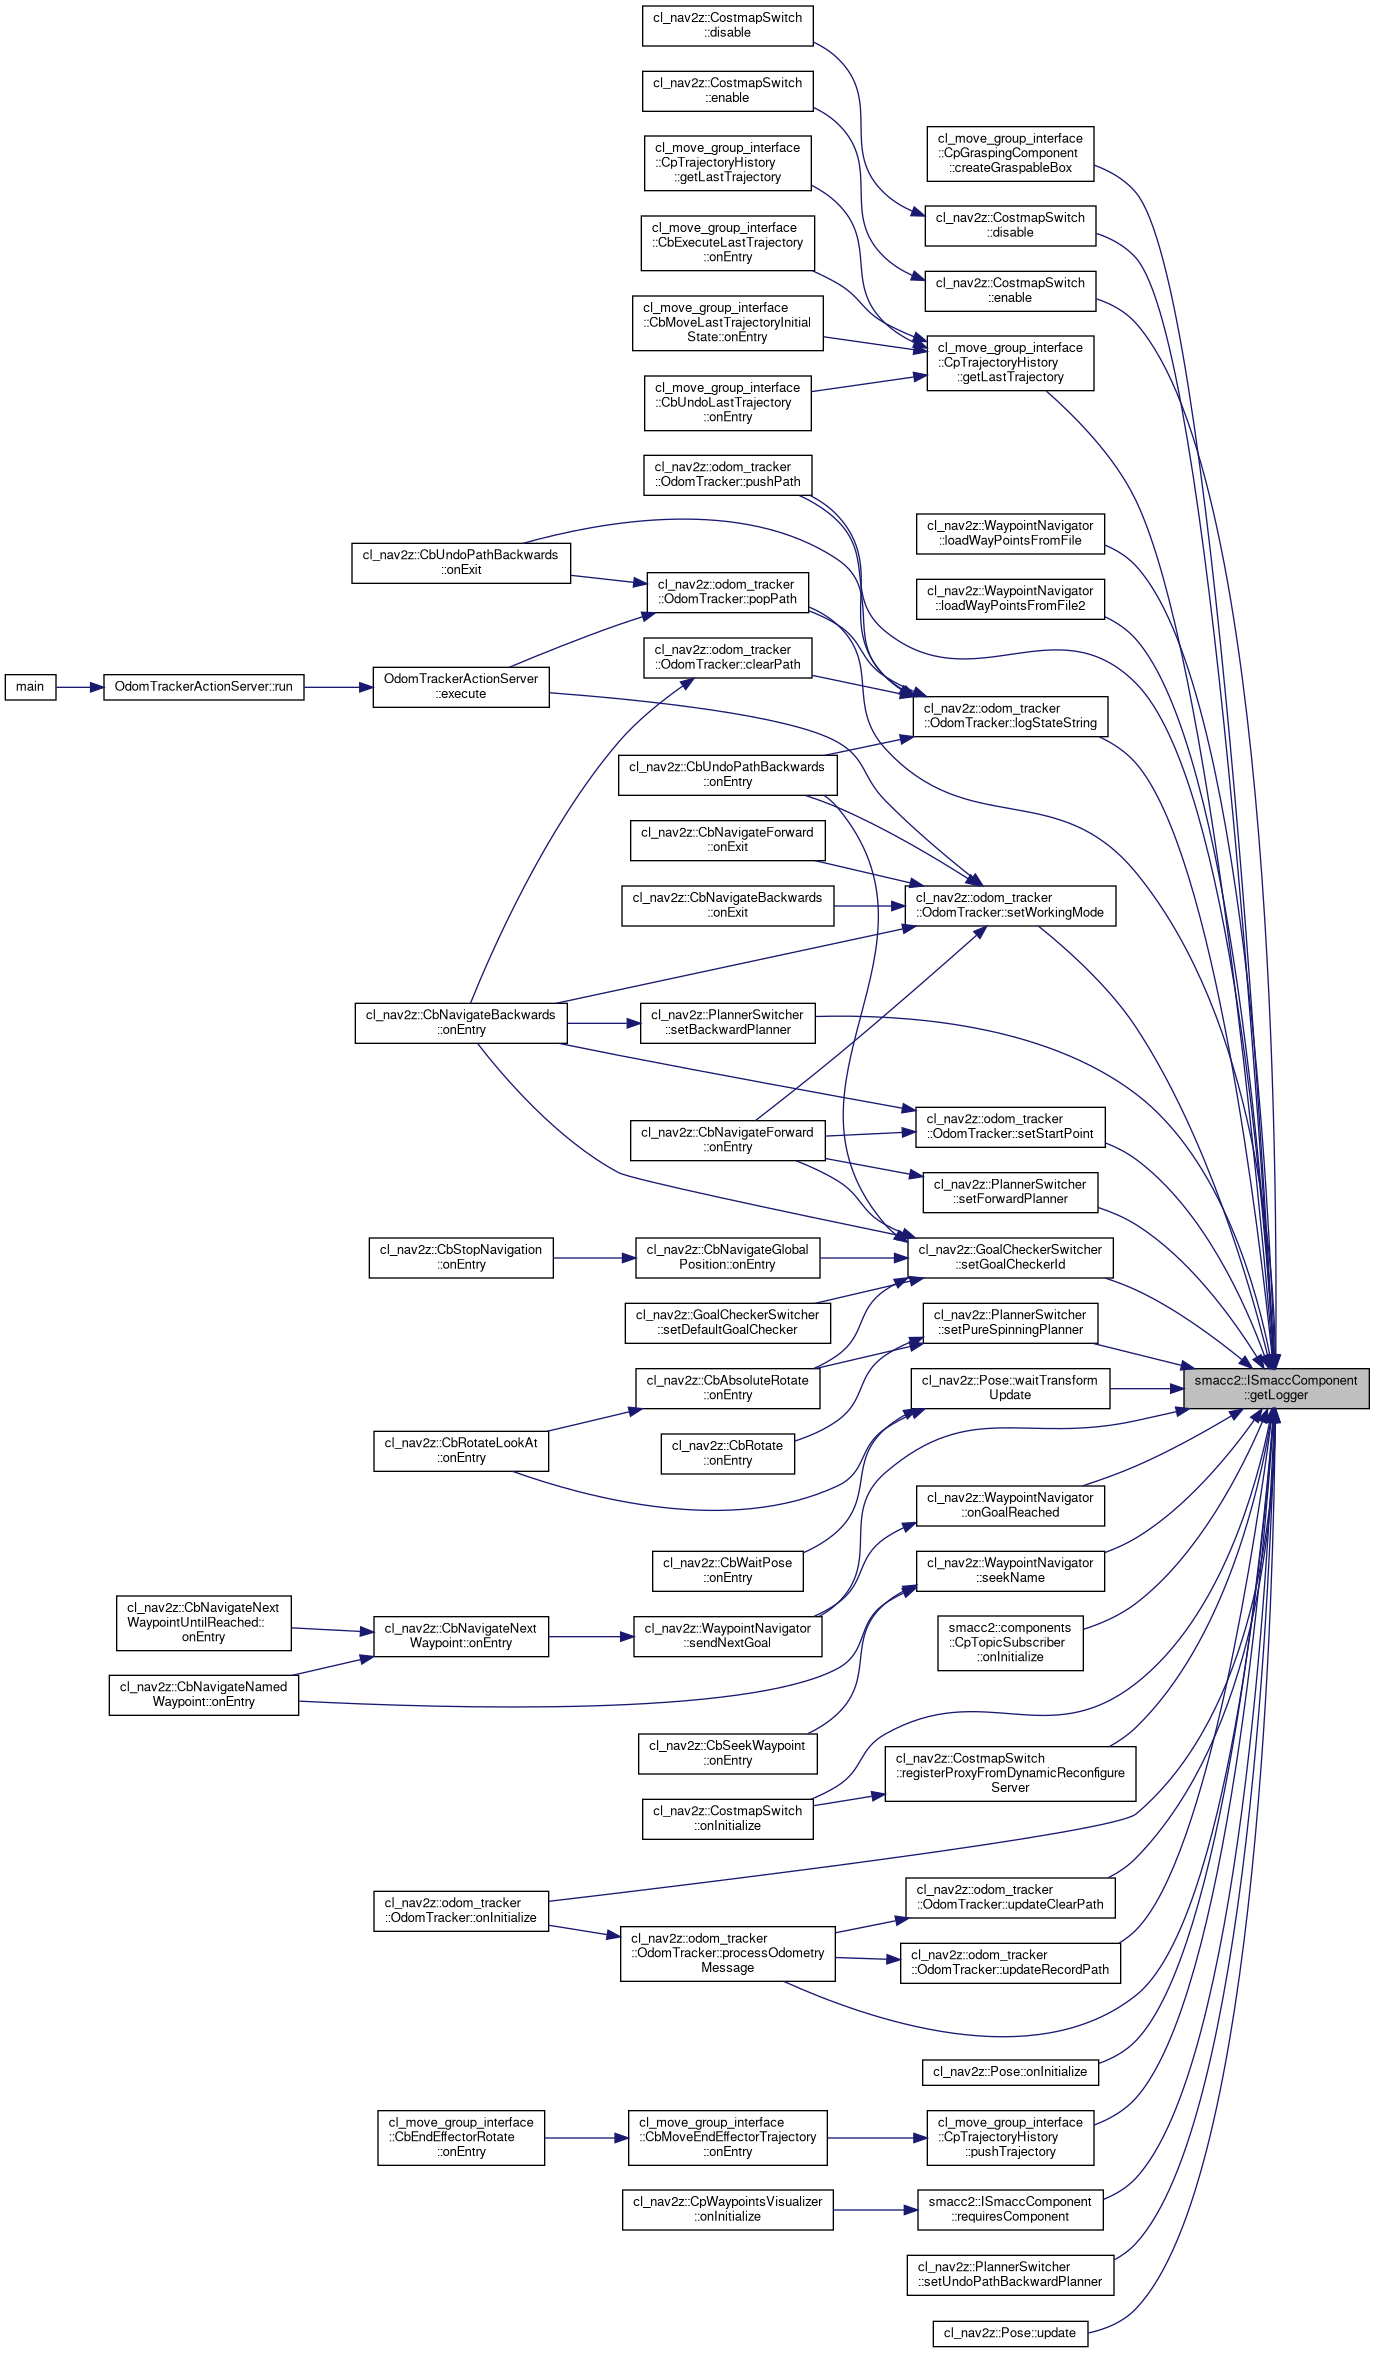 cl_nav2z::CostmapSwitch
::disable
cl_nav2z::CostmapSwitch
::enable
cl_move_group_interface
::CpGraspingComponent
::createGraspableBox
cl_move_group_interface
::CpTrajectoryHistory
::getLastTrajectory
cl_nav2z::CostmapSwitch
::disable
cl_move_group_interface
::CbExecuteLastTrajectory
::onEntry
cl_nav2z::CostmapSwitch
::enable
cl_move_group_interface
::CbMoveLastTrajectoryInitial
State::onEntry
cl_move_group_interface
::CpTrajectoryHistory
::getLastTrajectory
cl_move_group_interface
::CbUndoLastTrajectory
::onEntry
cl_nav2z::odom_tracker
::OdomTracker::pushPath
cl_nav2z::WaypointNavigator
::loadWayPointsFromFile
cl_nav2z::CbUndoPathBackwards
::onExit
cl_nav2z::odom_tracker
::OdomTracker::popPath
cl_nav2z::WaypointNavigator
::loadWayPointsFromFile2
cl_nav2z::odom_tracker
::OdomTracker::clearPath
main
OdomTrackerActionServer::run
OdomTrackerActionServer
::execute
cl_nav2z::odom_tracker
::OdomTracker::logStateString
cl_nav2z::CbUndoPathBackwards
::onEntry
cl_nav2z::CbNavigateForward
::onExit
cl_nav2z::CbNavigateBackwards
::onExit
cl_nav2z::odom_tracker
::OdomTracker::setWorkingMode
cl_nav2z::CbNavigateBackwards
::onEntry
cl_nav2z::PlannerSwitcher
::setBackwardPlanner
cl_nav2z::CbNavigateForward
::onEntry
cl_nav2z::odom_tracker
::OdomTracker::setStartPoint
cl_nav2z::PlannerSwitcher
::setForwardPlanner
cl_nav2z::CbStopNavigation
::onEntry
cl_nav2z::CbNavigateGlobal
Position::onEntry
cl_nav2z::GoalCheckerSwitcher
::setGoalCheckerId
cl_nav2z::GoalCheckerSwitcher
::setDefaultGoalChecker
cl_nav2z::PlannerSwitcher
::setPureSpinningPlanner
cl_nav2z::CbAbsoluteRotate
::onEntry
cl_nav2z::Pose::waitTransform
Update
smacc2::ISmaccComponent
::getLogger
cl_nav2z::CbRotateLookAt
::onEntry
cl_nav2z::CbRotate
::onEntry
cl_nav2z::WaypointNavigator
::onGoalReached
cl_nav2z::CbWaitPose
::onEntry
cl_nav2z::WaypointNavigator
::seekName
cl_nav2z::CbNavigateNext
WaypointUntilReached::
onEntry
cl_nav2z::CbNavigateNext
Waypoint::onEntry
cl_nav2z::WaypointNavigator
::sendNextGoal
smacc2::components
::CpTopicSubscriber
::onInitialize
cl_nav2z::CbNavigateNamed
Waypoint::onEntry
cl_nav2z::CbSeekWaypoint
::onEntry
cl_nav2z::CostmapSwitch
::registerProxyFromDynamicReconfigure
Server
cl_nav2z::CostmapSwitch
::onInitialize
cl_nav2z::odom_tracker
::OdomTracker::onInitialize
cl_nav2z::odom_tracker
::OdomTracker::updateClearPath
cl_nav2z::odom_tracker
::OdomTracker::processOdometry
Message
cl_nav2z::odom_tracker
::OdomTracker::updateRecordPath
cl_nav2z::Pose::onInitialize
cl_move_group_interface
::CbEndEffectorRotate
::onEntry
cl_move_group_interface
::CbMoveEndEffectorTrajectory
::onEntry
cl_move_group_interface
::CpTrajectoryHistory
::pushTrajectory
cl_nav2z::CpWaypointsVisualizer
::onInitialize
smacc2::ISmaccComponent
::requiresComponent
cl_nav2z::PlannerSwitcher
::setUndoPathBackwardPlanner
cl_nav2z::Pose::update